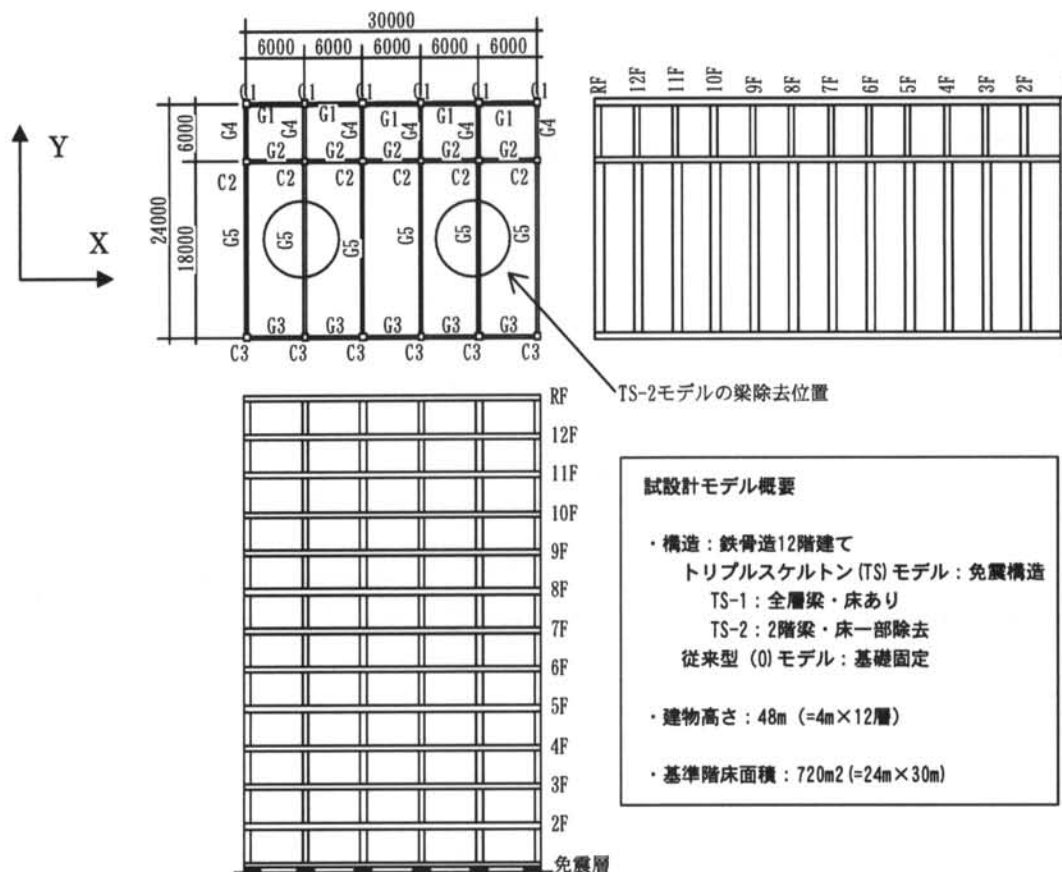 30000
6000 6000 6000 6000 6000
C1 C1 C1 C1 C1 C1
G1 G1 G1 G1 G1
G4 G4 G4 G4 G4 G4
G2 G2 G2 G2 G2
C2 C2 C2 C2 C2
G5 G5 G5 G5 G5 G5
G3 G3 G3 G3 G3
C3 C3 C3 C3 C3 C3
6000
18000
24000
Y
X
RF 12F 11F 10F 9F 8F 7F 6F 5F 4F 3F 2F
TS-2モデルの梁除去位置
RF
12F
11F
10F
9F
8F
7F
6F
5F
4F
3F
2F
免震層
試設計モデル概要
・構造：鉄骨造12階建て
トリプルスケルトン(TS)モデル：免震構造
TS-1：全層梁・床あり
TS-2：2階梁・床一部除去
従来型 (O)モデル：基礎固定
・建物高さ：48m (=4m×12層)
・基準階床面積：720m2(=24m×30m)